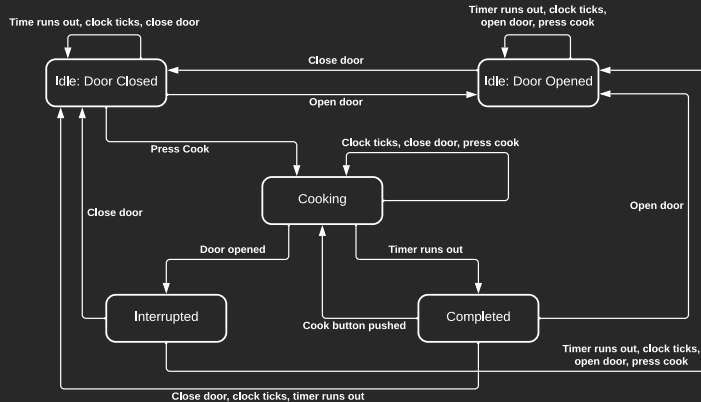 Time runs out, clock ticks, close door
Timer runs out, clock ticks,
open door, press cook
Idle: Door Closed
Close door
Idle: Door Opened
Open door
Press Cook
Clock ticks, close door, press cook
Cooking
Close door
Open door
Door opened
Timer runs out
Interrupted
Cook button pushed
Completed
Timer runs out, clock ticks,
open door, press cook
Close door, clock ticks, timer runs out